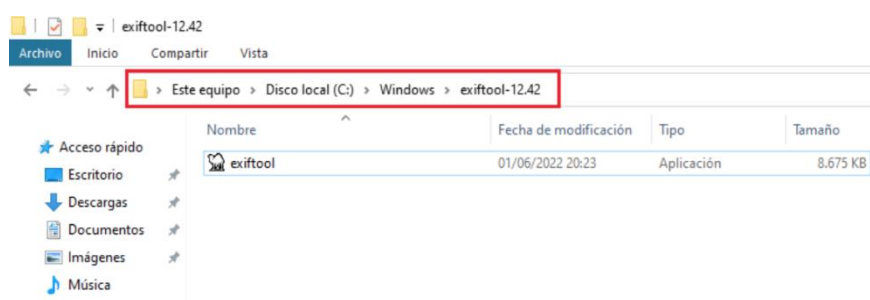 exiftool-12.42
Archivo Inicio Compartir Vista
Este equipo > Disco local (C:) > Windows > exiftool-12.42
Nombre Fecha de modificación Tipo Tamaño
Acceso rápido
exiftool 01/06/2022 20:23 Aplicación 8.675 KB
Escritorio
Descargas
Documentos
Imágenes
Música